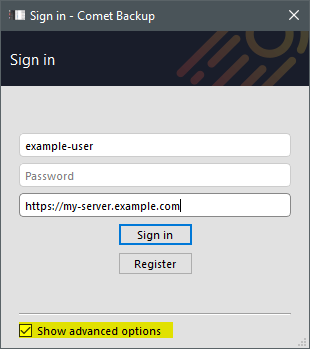 Sign in - Comet Backup
Sign in
example-user
Password
https://my-server.example.com
Sign in
Register
Show advanced options